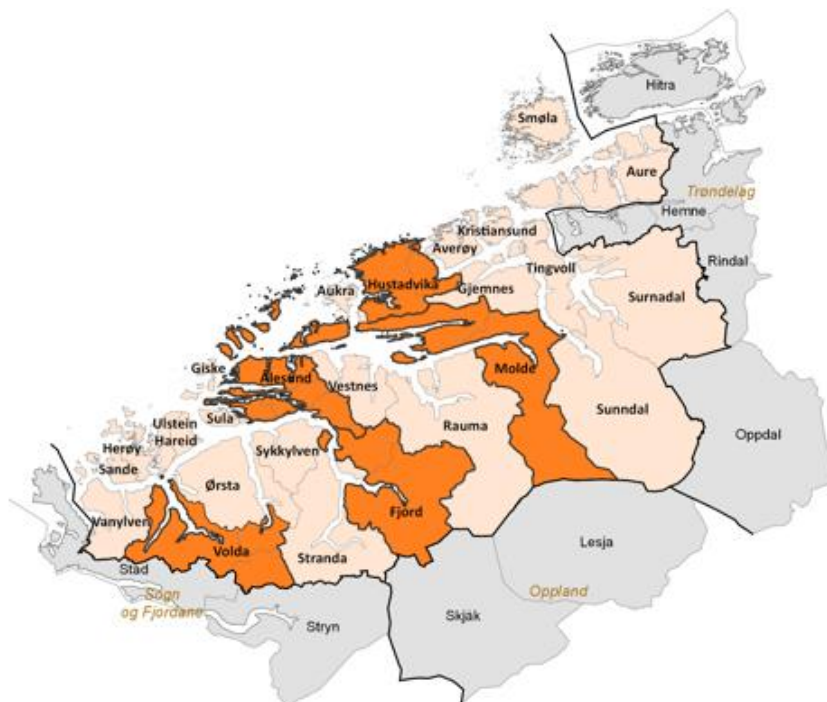 Hitra
Smøla
Aure
Trøndelag
Hemne
Kristiansund
Averøy
Rindal
Tingvoll
Hustadvika
Aukra
Gjemnes
Surnadal
Giske
Ålesund
Molde
Vestnes
Sunndal
Ulstein
Sula
Rauma
Oppdal
Hareid
Herøy
Sykkylven
Sande
Ørsta
Fjord
Vanylven
Lesja
Volda
Stranda
Stad
Sogn
og Fjordane
Oppland
Skjåk
Stryn